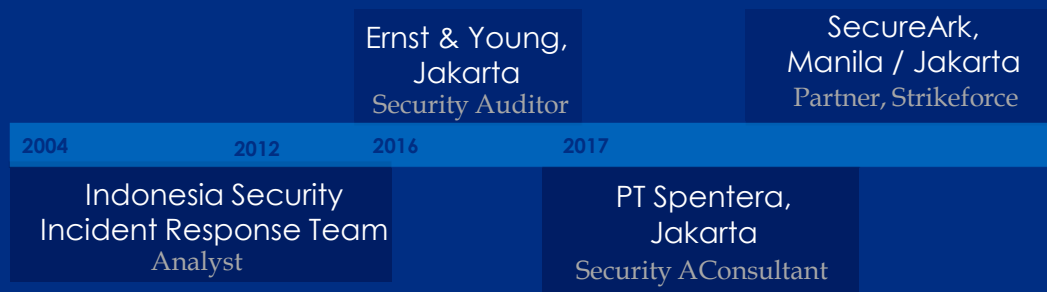 Ernst & Young,
Jakarta
Security Auditor
SecureArk,
Manila / Jakarta
Partner, Strikeforce
2004
2012
2016
2017
Indonesia Security
Incident Response Team
Analyst
PT Spentera,
Jakarta
Security AConsultant